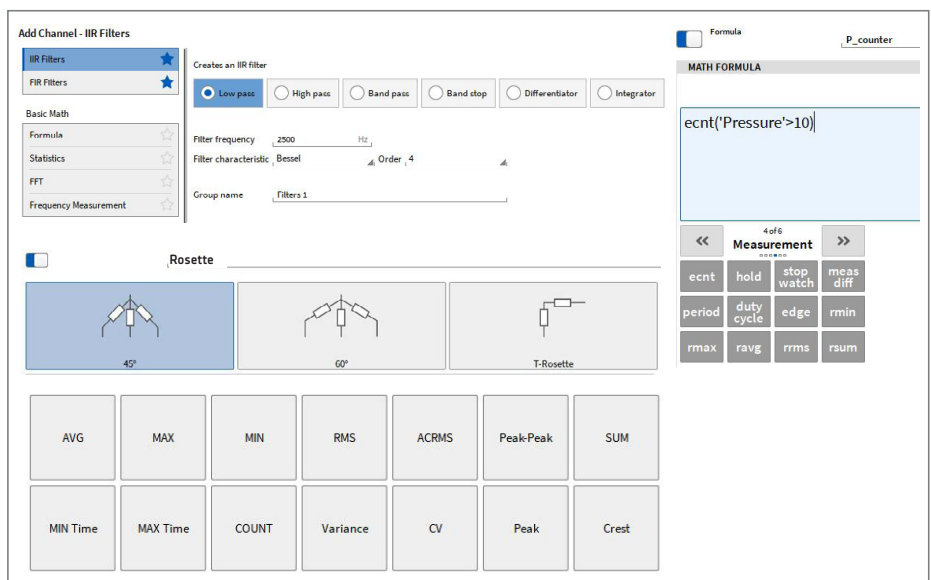 Add Channel - IIR Filters
IIR Filters
FIR Filters
Basic Math
Formula
Statistics
FFT
Frequency Measurement
Creates an IIR filter
Low pass High pass Band pass Band stop Differentiator Integrator
Filter frequency 2500 Hz
Filter characteristic Bessel Order 4
Group name Filters 1
Rosette
45° 60° T-Rosette
AVG MAX MIN RMS ACRMS Peak-Peak SUM
MIN Time MAX Time COUNT Variance CV Peak Crest
Formula
P_counter
MATH FORMULA
ecnt('Pressure'>10)
4 of 6
« Measurement »
ecnt hold stop watch meas diff
period duty cycle edge rmin
rmax ravg rrms rsum